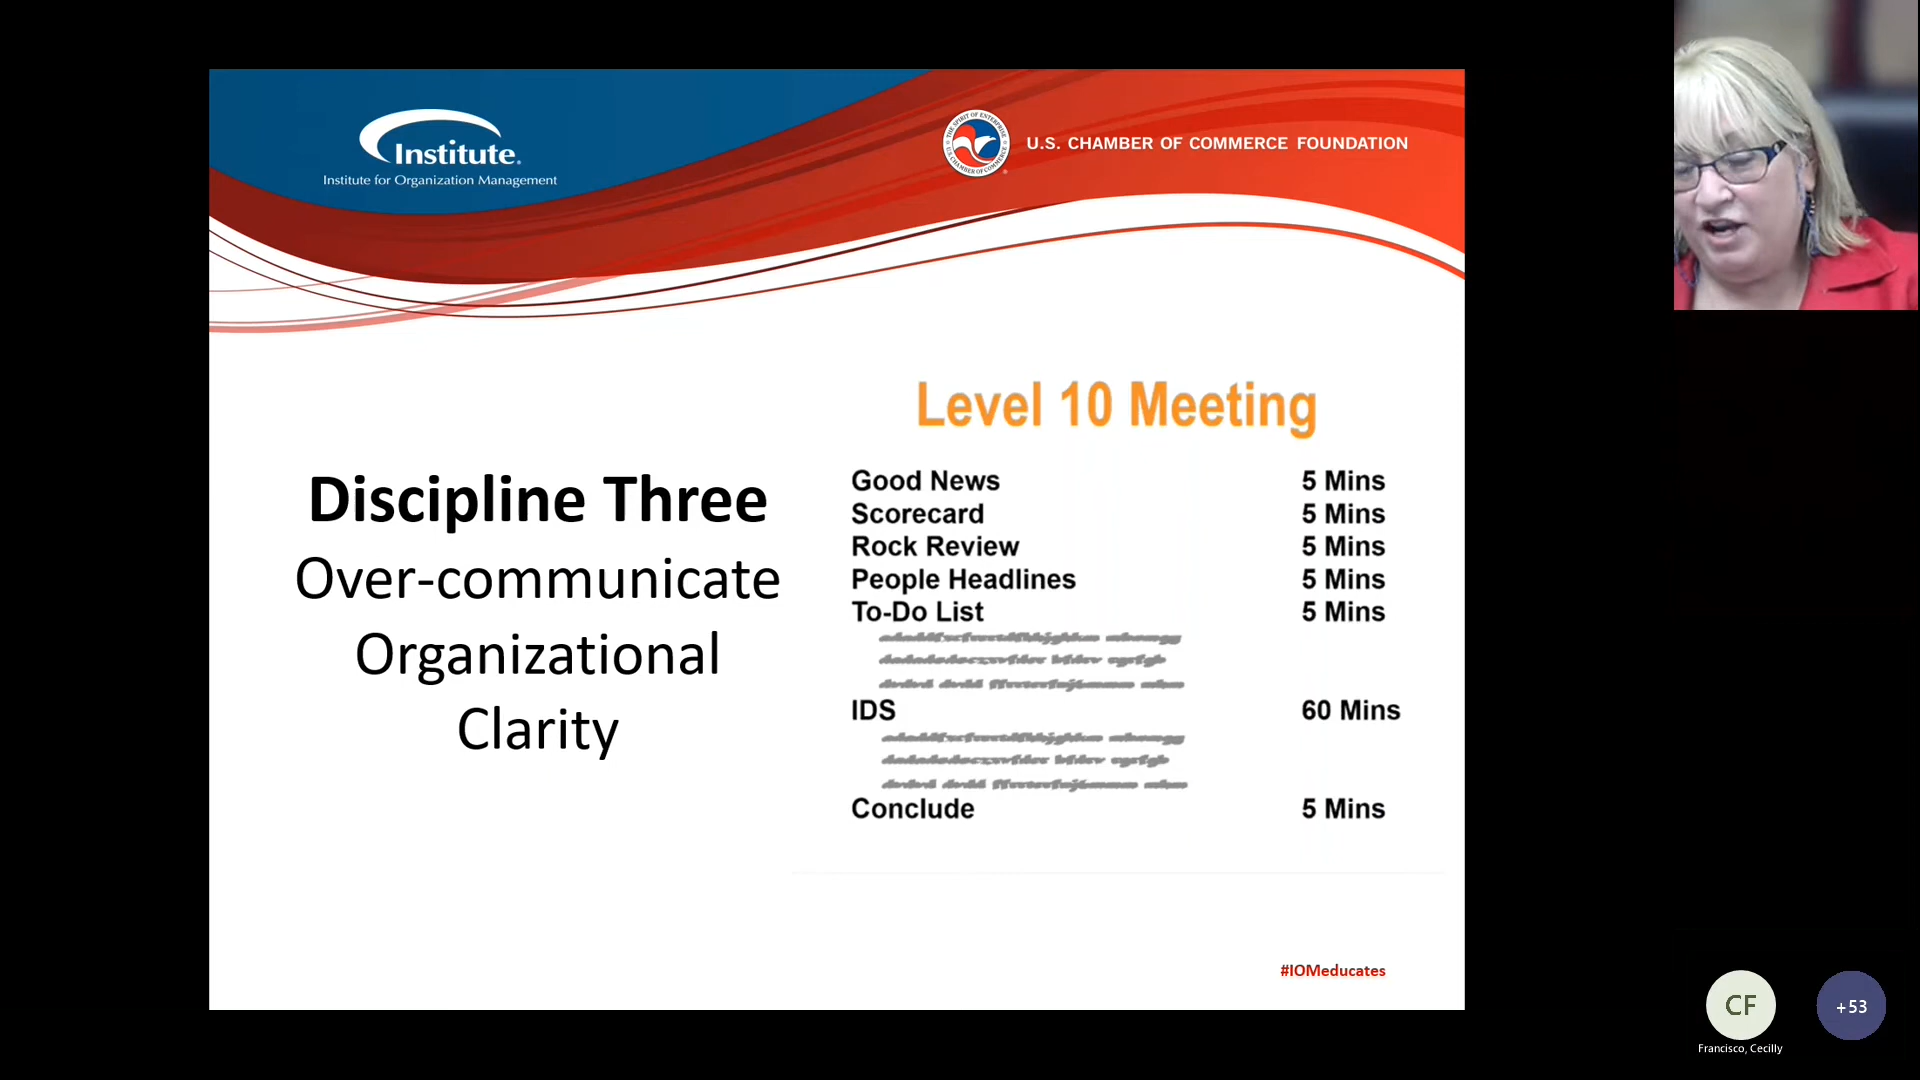 Institute.
Institute for Organization Management
U.S. CHAMBER OF COMMERCE FOUNDATION
Discipline Three
Over-communicate
Organizational
Clarity
Level 10 Meeting
Good News 5 Mins
Scorecard 5 Mins
Rock Review 5 Mins
People Headlines 5 Mins
To-Do List 5 Mins
IDS 60 Mins
Conclude 5 Mins
#IOMeducates
CF
+53
Francisco, Cecilly